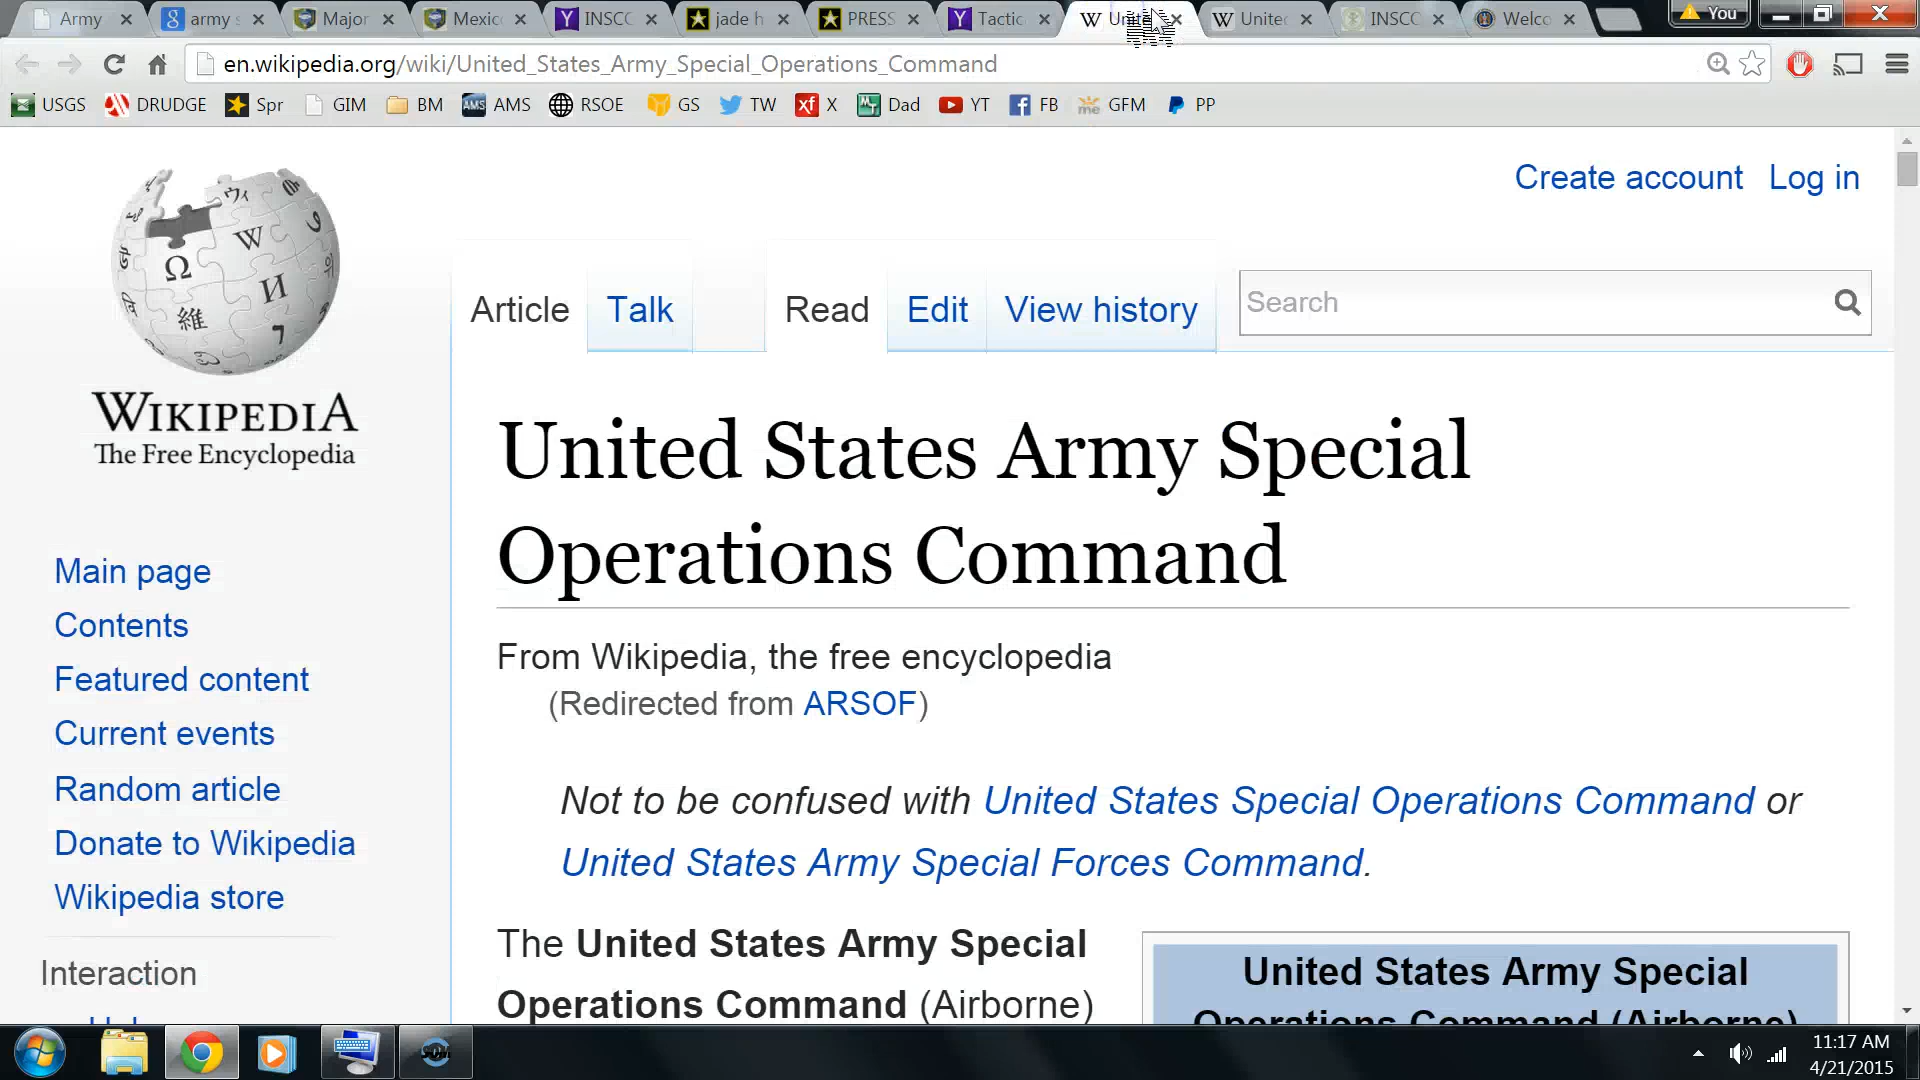 Army
army s
Major
Mexico
INSCC
jade h
PRESS
Tactic
Unite
United
INSCC
Welco
You
en.wikipedia.org/wiki/United_States_Army_Special_Operations_Command
USGS
DRUDGE
Spr
GIM
BM
AMS
RSOE
GS
TW
X
Dad
YT
FB
GFM
PP
Create account
Log in
Article
Talk
Read
Edit
View history
Search
WIKIPEDIA
The Free Encyclopedia
United States Army Special
Operations Command
From Wikipedia, the free encyclopedia
(Redirected from ARSOF)
Not to be confused with United States Special Operations Command or
United States Army Special Forces Command.
The United States Army Special
Operations Command (Airborne)
United States Army Special
Operations Command (Airborne)
Main page
Contents
Featured content
Current events
Random article
Donate to Wikipedia
Wikipedia store
Interaction
11:17 AM
4/21/2015